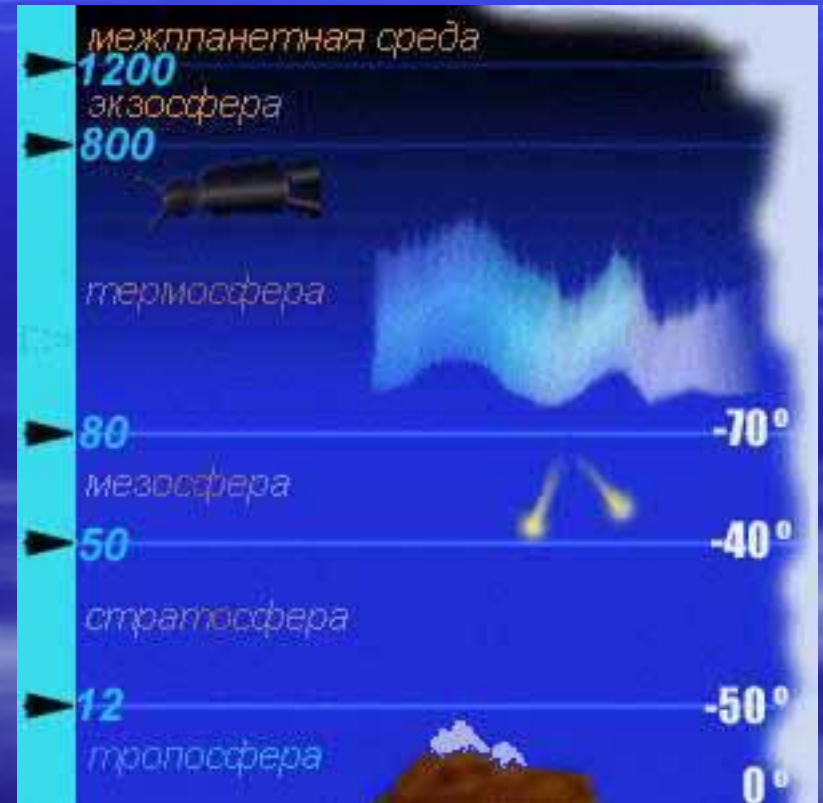 межпланетная среда
1200
экзосфера
800
термосфера
80 -70°
мезосфера
50 -40°
стратосфера
12 -50°
тропосфера
0°